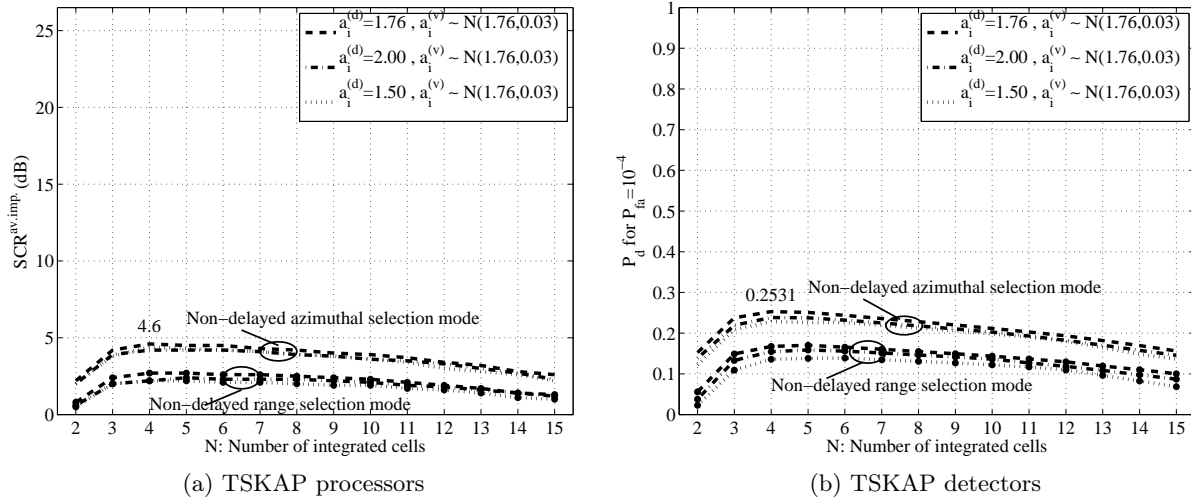 a_i^(d)=1.76 , a_i^(v) ~ N(1.76,0.03)
a_i^(d)=2.00 , a_i^(v) ~ N(1.76,0.03)
a_i^(d)=1.50 , a_i^(v) ~ N(1.76,0.03)
SCR^av.imp. (dB)
25
20
15
10
5
0
4.6
Non−delayed azimuthal selection mode
Non−delayed range selection mode
2 3 4 5 6 7 8 9 10 11 12 13 14 15
N: Number of integrated cells
(a) TSKAP processors
a_i^(d)=1.76 , a_i^(v) ~ N(1.76,0.03)
a_i^(d)=2.00 , a_i^(v) ~ N(1.76,0.03)
a_i^(d)=1.50 , a_i^(v) ~ N(1.76,0.03)
P_d for P_fa=10^−4
1
0.9
0.8
0.7
0.6
0.5
0.4
0.3
0.2
0.1
0
0.2531
Non−delayed azimuthal selection mode
Non−delayed range selection mode
2 3 4 5 6 7 8 9 10 11 12 13 14 15
N: Number of integrated cells
(b) TSKAP detectors